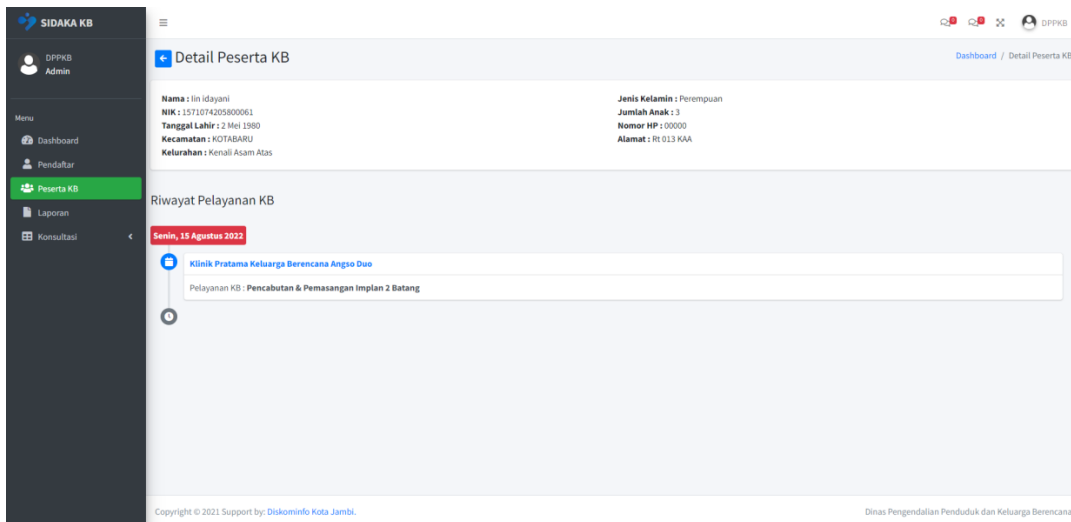 SIDAKA KB
DPPKB
DPPKB
Admin
Detail Peserta KB
Dashboard / Detail Peserta KB
Nama : Iin idayani
NIK : 1571074205800061
Tanggal Lahir : 2 Mei 1980
Kecamatan : KOTABARU
Kelurahan : Kenali Asam Atas
Jenis Kelamin : Perempuan
Jumlah Anak : 3
Nomor HP : 00000
Alamat : Rt 013 KAA
Menu
Dashboard
Pendaftar
Peserta KB
Laporan
Konsultasi
Riwayat Pelayanan KB
Senin, 15 Agustus 2022
Klinik Pratama Keluarga Berencana Angso Duo
Pelayanan KB : Pencabutan & Pemasangan Implan 2 Batang
Copyright © 2021 Support by: Diskominfo Kota Jambi.
Dinas Pengendalian Penduduk dan Keluarga Berencana